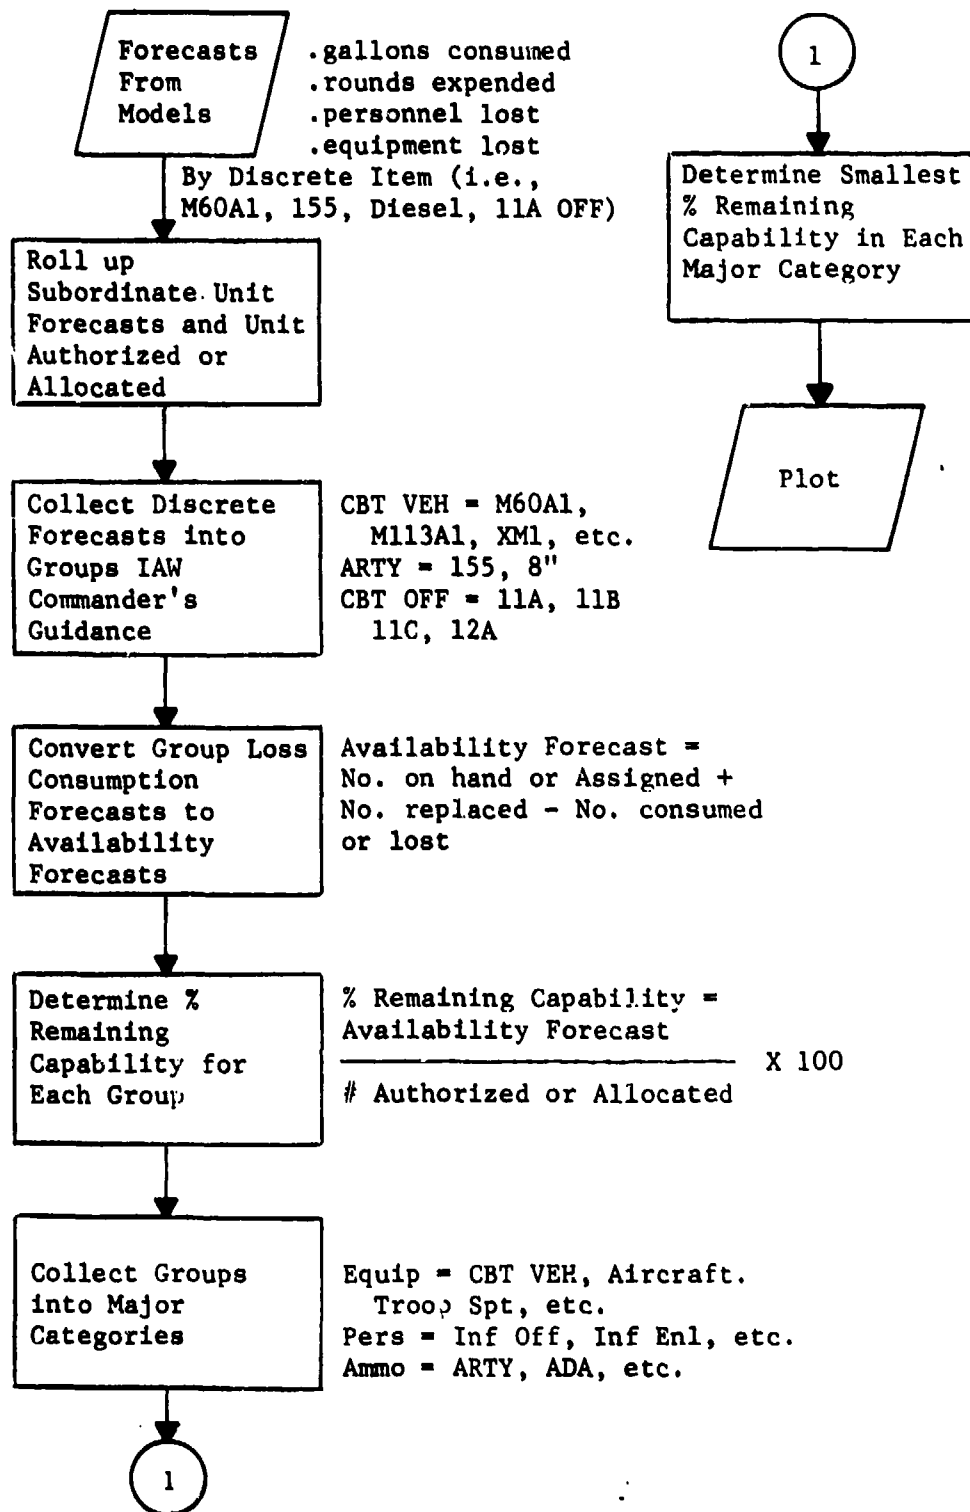 Forecasts
From
Models
.gallons consumed
.rounds expended
.personnel lost
.equipment lost
By Discrete Item (i.e.,
M60A1, 155, Diesel, 11A OFF)
Roll up
Subordinate Unit
Forecasts and Unit
Authorized or
Allocated
Collect Discrete
Forecasts into
Groups IAW
Commander's
Guidance
CBT VEH = M60A1,
M113A1, XM1, etc.
ARTY = 155, 8"
CBT OFF = 11A, 11B
11C, 12A
Convert Group Loss
Consumption
Forecasts to
Availability
Forecasts
Availability Forecast =
No. on hand or Assigned +
No. replaced - No. consumed
or lost
Determine %
Remaining
Capability for
Each Group
% Remaining Capability =
Availability Forecast
X 100
# Authorized or Allocated
Collect Groups
into Major
Categories
Equip = CBT VEH, Aircraft.
Troop Spt, etc.
Pers = Inf Off, Inf Enl, etc.
Ammo = ARTY, ADA, etc.
1
1
Determine Smallest
% Remaining
Capability in Each
Major Category
Plot